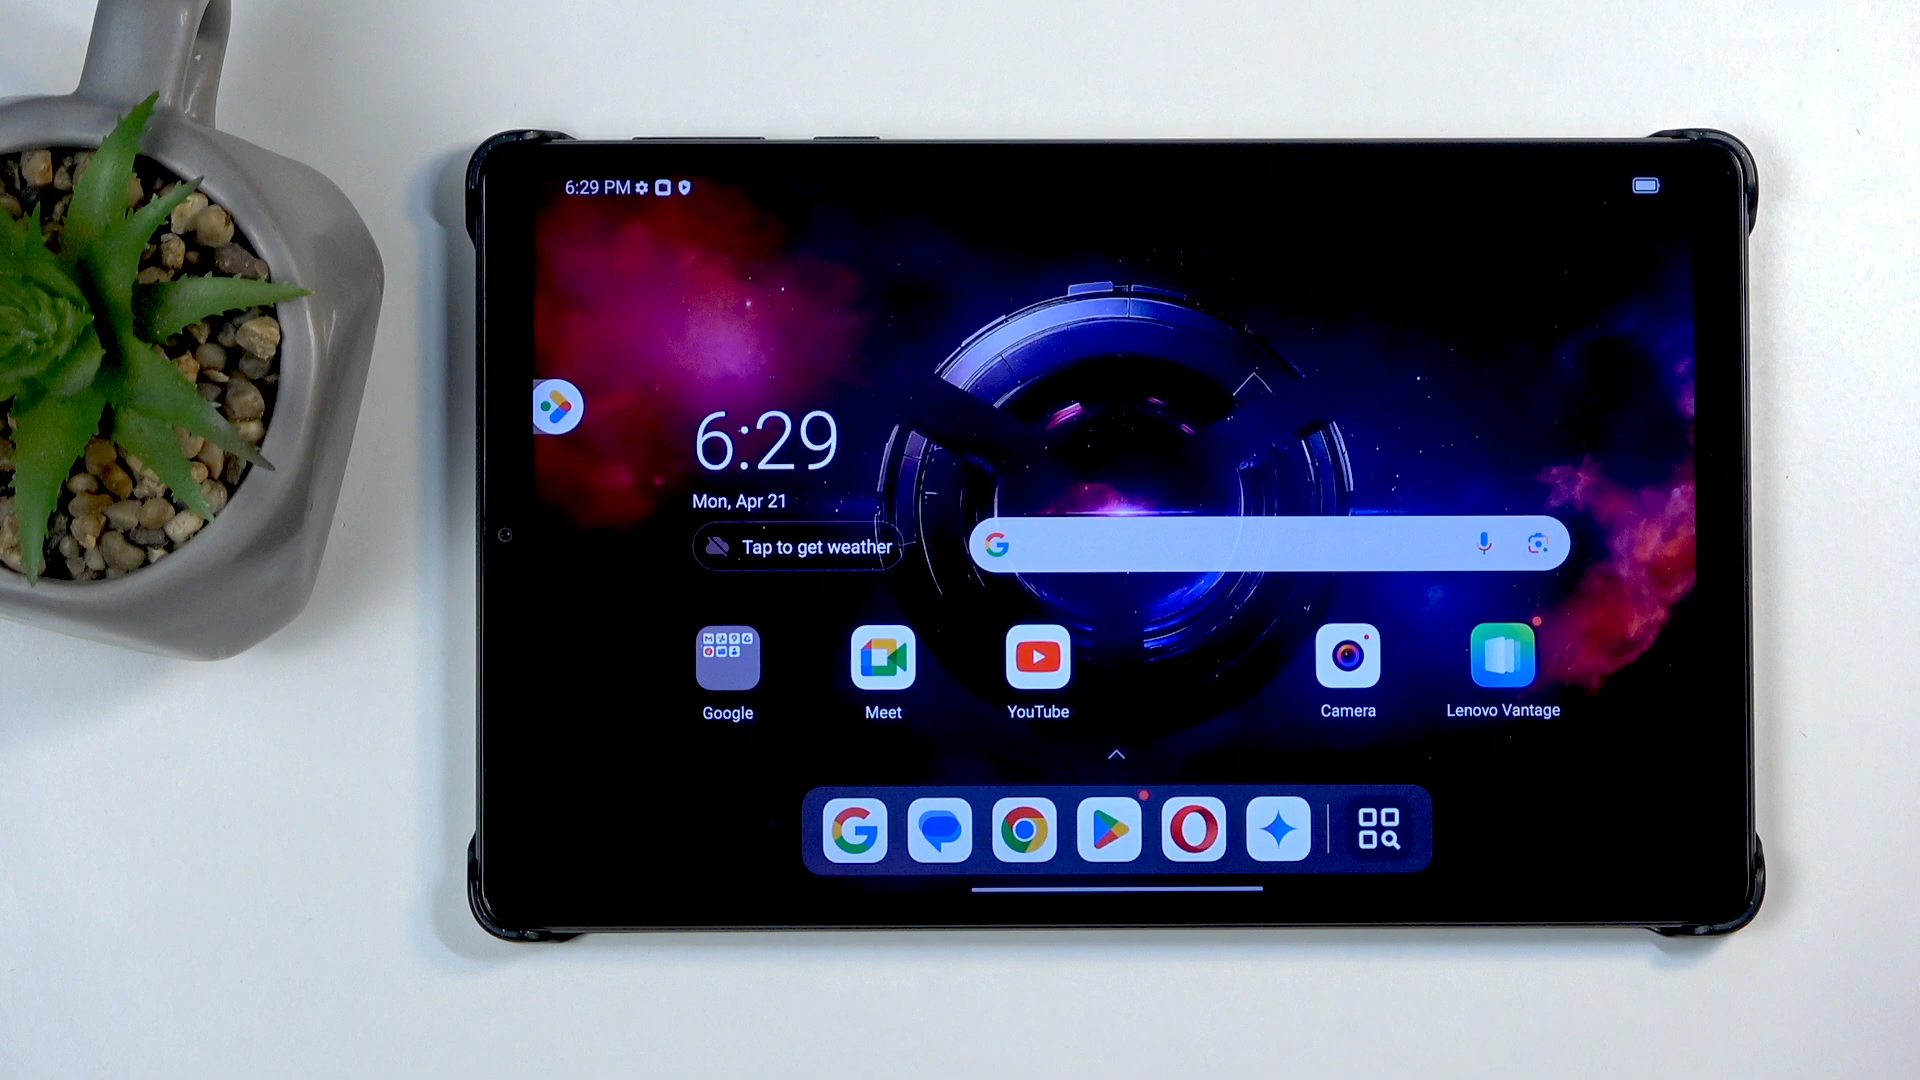 6:29 PM
6:29
Mon, Apr 21
Tap to get weather
Google
Meet
YouTube
Camera
Lenovo Vantage